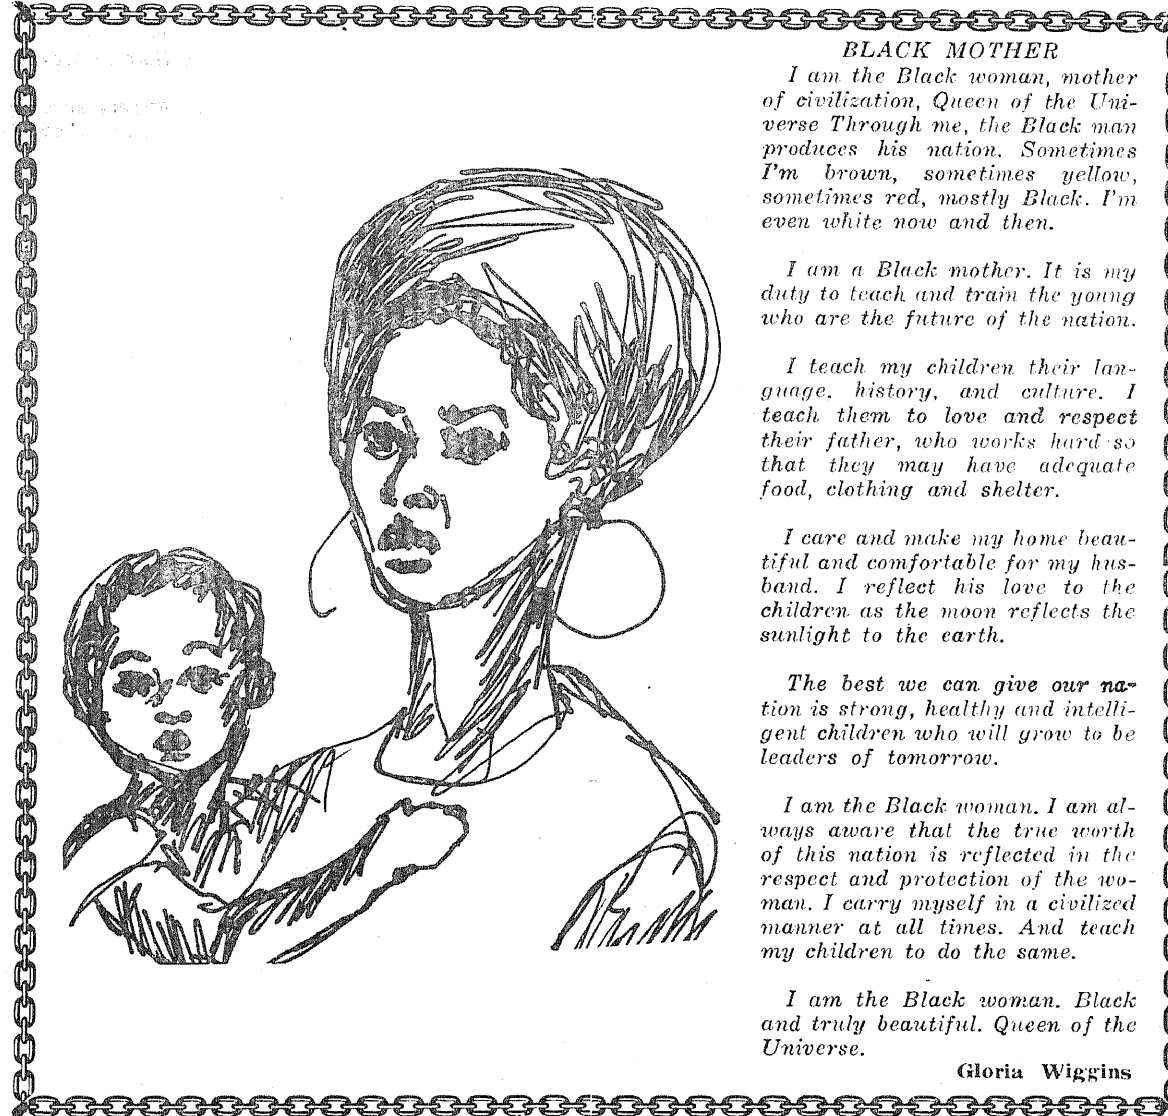 BLACK MOTHER
I am the Black woman, mother
of civilization, Queen of the Uni-
verse Through me, the Black man
produces his nation. Sometimes
I'm brown, sometimes yellow,
sometimes red, mostly Black. I'm
even white now and then.
I am a Black mother. It is my
duty to teach and train the young
who are the future of the nation.
I teach my children their lan-
guage, history, and culture. I
teach them to love and respect
their father, who works hard so
that they may have adequate
food, clothing and shelter.
I care and make my home beau-
tiful and comfortable for my hus-
band. I reflect his love to the
children as the moon reflects the
sunlight to the earth.
The best we can give our na-
tion is strong, healthy and intelli-
gent children who will grow to be
leaders of tomorrow.
I am the Black woman. I am al-
ways aware that the true worth
of this nation is reflected in the
respect and protection of the wo-
man. I carry myself in a civilized
manner at all times. And teach
my children to do the same.
I am the Black woman. Black
and truly beautiful. Queen of the
Universe.
Gloria Wiggins